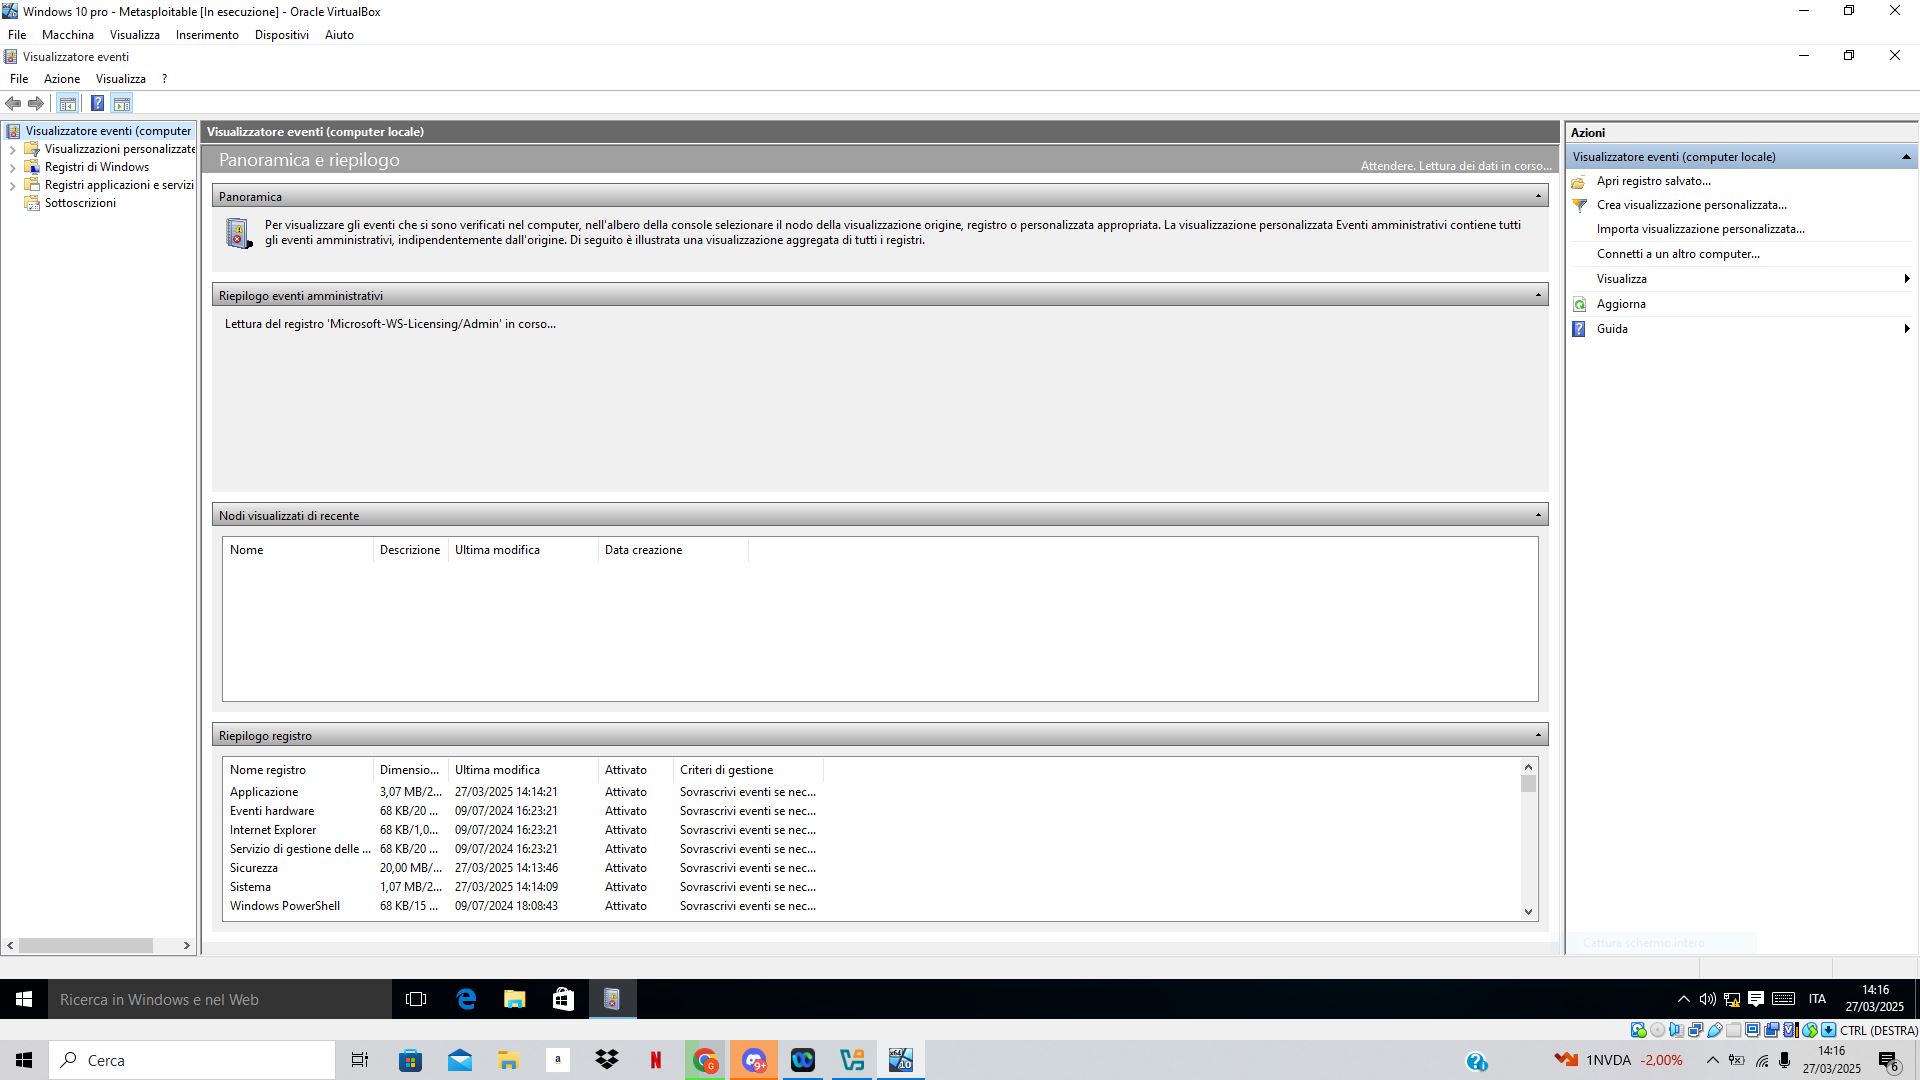 Windows 10 pro - Metasploitable [In esecuzione] - Oracle VirtualBox
File Macchina Visualizza Inserimento Dispositivi Aiuto
Visualizzatore eventi
File Azione Visualizza ?
Visualizzatore eventi (computer
Visualizzazioni personalizzate
Registri di Windows
Registri applicazioni e servizi
Sottoscrizioni
Visualizzatore eventi (computer locale)
Panoramica e riepilogo
Attendere. Lettura dei dati in corso...
Panoramica
Per visualizzare gli eventi che si sono verificati nel computer, nell'albero della console selezionare il nodo della visualizzazione origine, registro o personalizzata appropriata. La visualizzazione personalizzata Eventi amministrativi contiene tutti
gli eventi amministrativi, indipendentemente dall'origine. Di seguito è illustrata una visualizzazione aggregata di tutti i registri.
Riepilogo eventi amministrativi
Lettura del registro 'Microsoft-WS-Licensing/Admin' in corso...
Nodi visualizzati di recente
Nome Descrizione Ultima modifica Data creazione
Riepilogo registro
Nome registro Dimensio... Ultima modifica Attivato Criteri di gestione
Applicazione 3,07 MB/2... 27/03/2025 14:14:21 Attivato Sovrascrivi eventi se nec...
Eventi hardware 68 KB/20 ... 09/07/2024 16:23:21 Attivato Sovrascrivi eventi se nec...
Internet Explorer 68 KB/1,0... 09/07/2024 16:23:21 Attivato Sovrascrivi eventi se nec...
Servizio di gestione delle ... 68 KB/20 ... 09/07/2024 16:23:21 Attivato Sovrascrivi eventi se nec...
Sicurezza 20,00 MB/... 27/03/2025 14:13:46 Attivato Sovrascrivi eventi se nec...
Sistema 1,07 MB/2... 27/03/2025 14:14:09 Attivato Sovrascrivi eventi se nec...
Windows PowerShell 68 KB/15 ... 09/07/2024 18:08:43 Attivato Sovrascrivi eventi se nec...
Azioni
Visualizzatore eventi (computer locale)
Apri registro salvato...
Crea visualizzazione personalizzata...
Importa visualizzazione personalizzata...
Connetti a un altro computer...
Visualizza
Aggiorna
Guida
Cattura schermo intero
Ricerca in Windows e nel Web
ITA
14:16
27/03/2025
CTRL (DESTRA)
Cerca
a
N
G
9+
x64
10
1NVDA -2,00%
14:16
27/03/2025
6